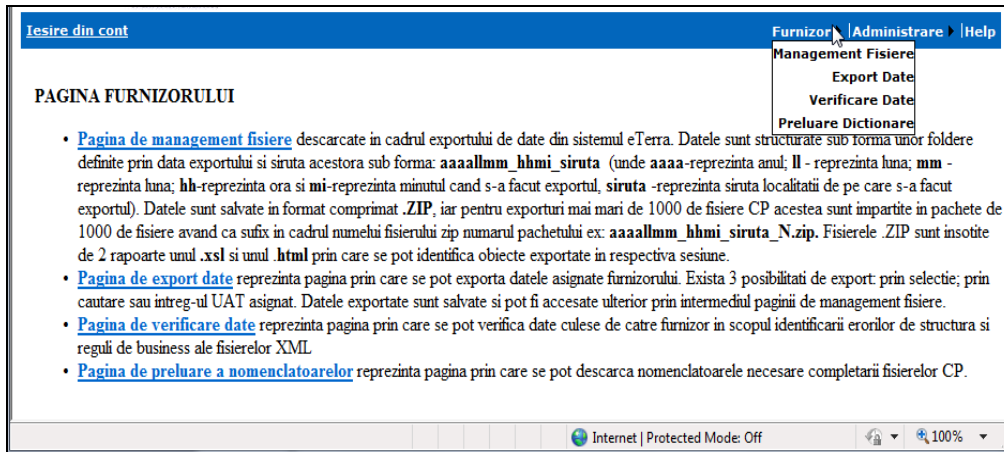 Iesire din cont Furnizor |Administrare |Help
Management Fisiere
Export Date
Verificare Date
Preluare Dictionare
PAGINA FURNIZORULUI
• Pagina de management fisiere descarcate in cadrul exportului de date din sistemul eTerra. Datele sunt structurate sub forma unor foldere
definite prin data exportului si siruta acestora sub forma: aaaallmm_hhmi_siruta (unde aaaa-reprezinta anul; ll - reprezinta luna; mm -
reprezinta luna; hh-reprezinta ora si mi-reprezinta minutul cand s-a facut exportul, siruta -reprezinta siruta localitatii de pe care s-a facut
exportul). Datele sunt salvate in format comprimat .ZIP, iar pentru exporturi mai mari de 1000 de fisiere CP acestea sunt impartite in pachete de
1000 de fisiere avand ca sufix in cadrul numelui fisierului zip numarul pachetului ex: aaaallmm_hhmi_siruta_N.zip. Fisierele .ZIP sunt insotite
de 2 rapoarte unul .xsl si unul .html prin care se pot identifica obiecte exportate in respectiva sesiune.
• Pagina de export date reprezinta pagina prin care se pot exporta datele asignate furnizorului. Exista 3 posibilitati de export: prin selectie; prin
cautare sau intreg-ul UAT asignat. Datele exportate sunt salvate si pot fi accesate ulterior prin intermediul paginii de management fisiere.
• Pagina de verificare date reprezinta pagina prin care se pot verifica date culese de catre furnizor in scopul identificarii erorilor de structura si
reguli de business ale fisierelor XML
• Pagina de preluare a nomenclatoarelor reprezinta pagina prin care se pot descarca nomenclatoarele necesare completarii fisierelor CP.
Internet | Protected Mode: Off 100%